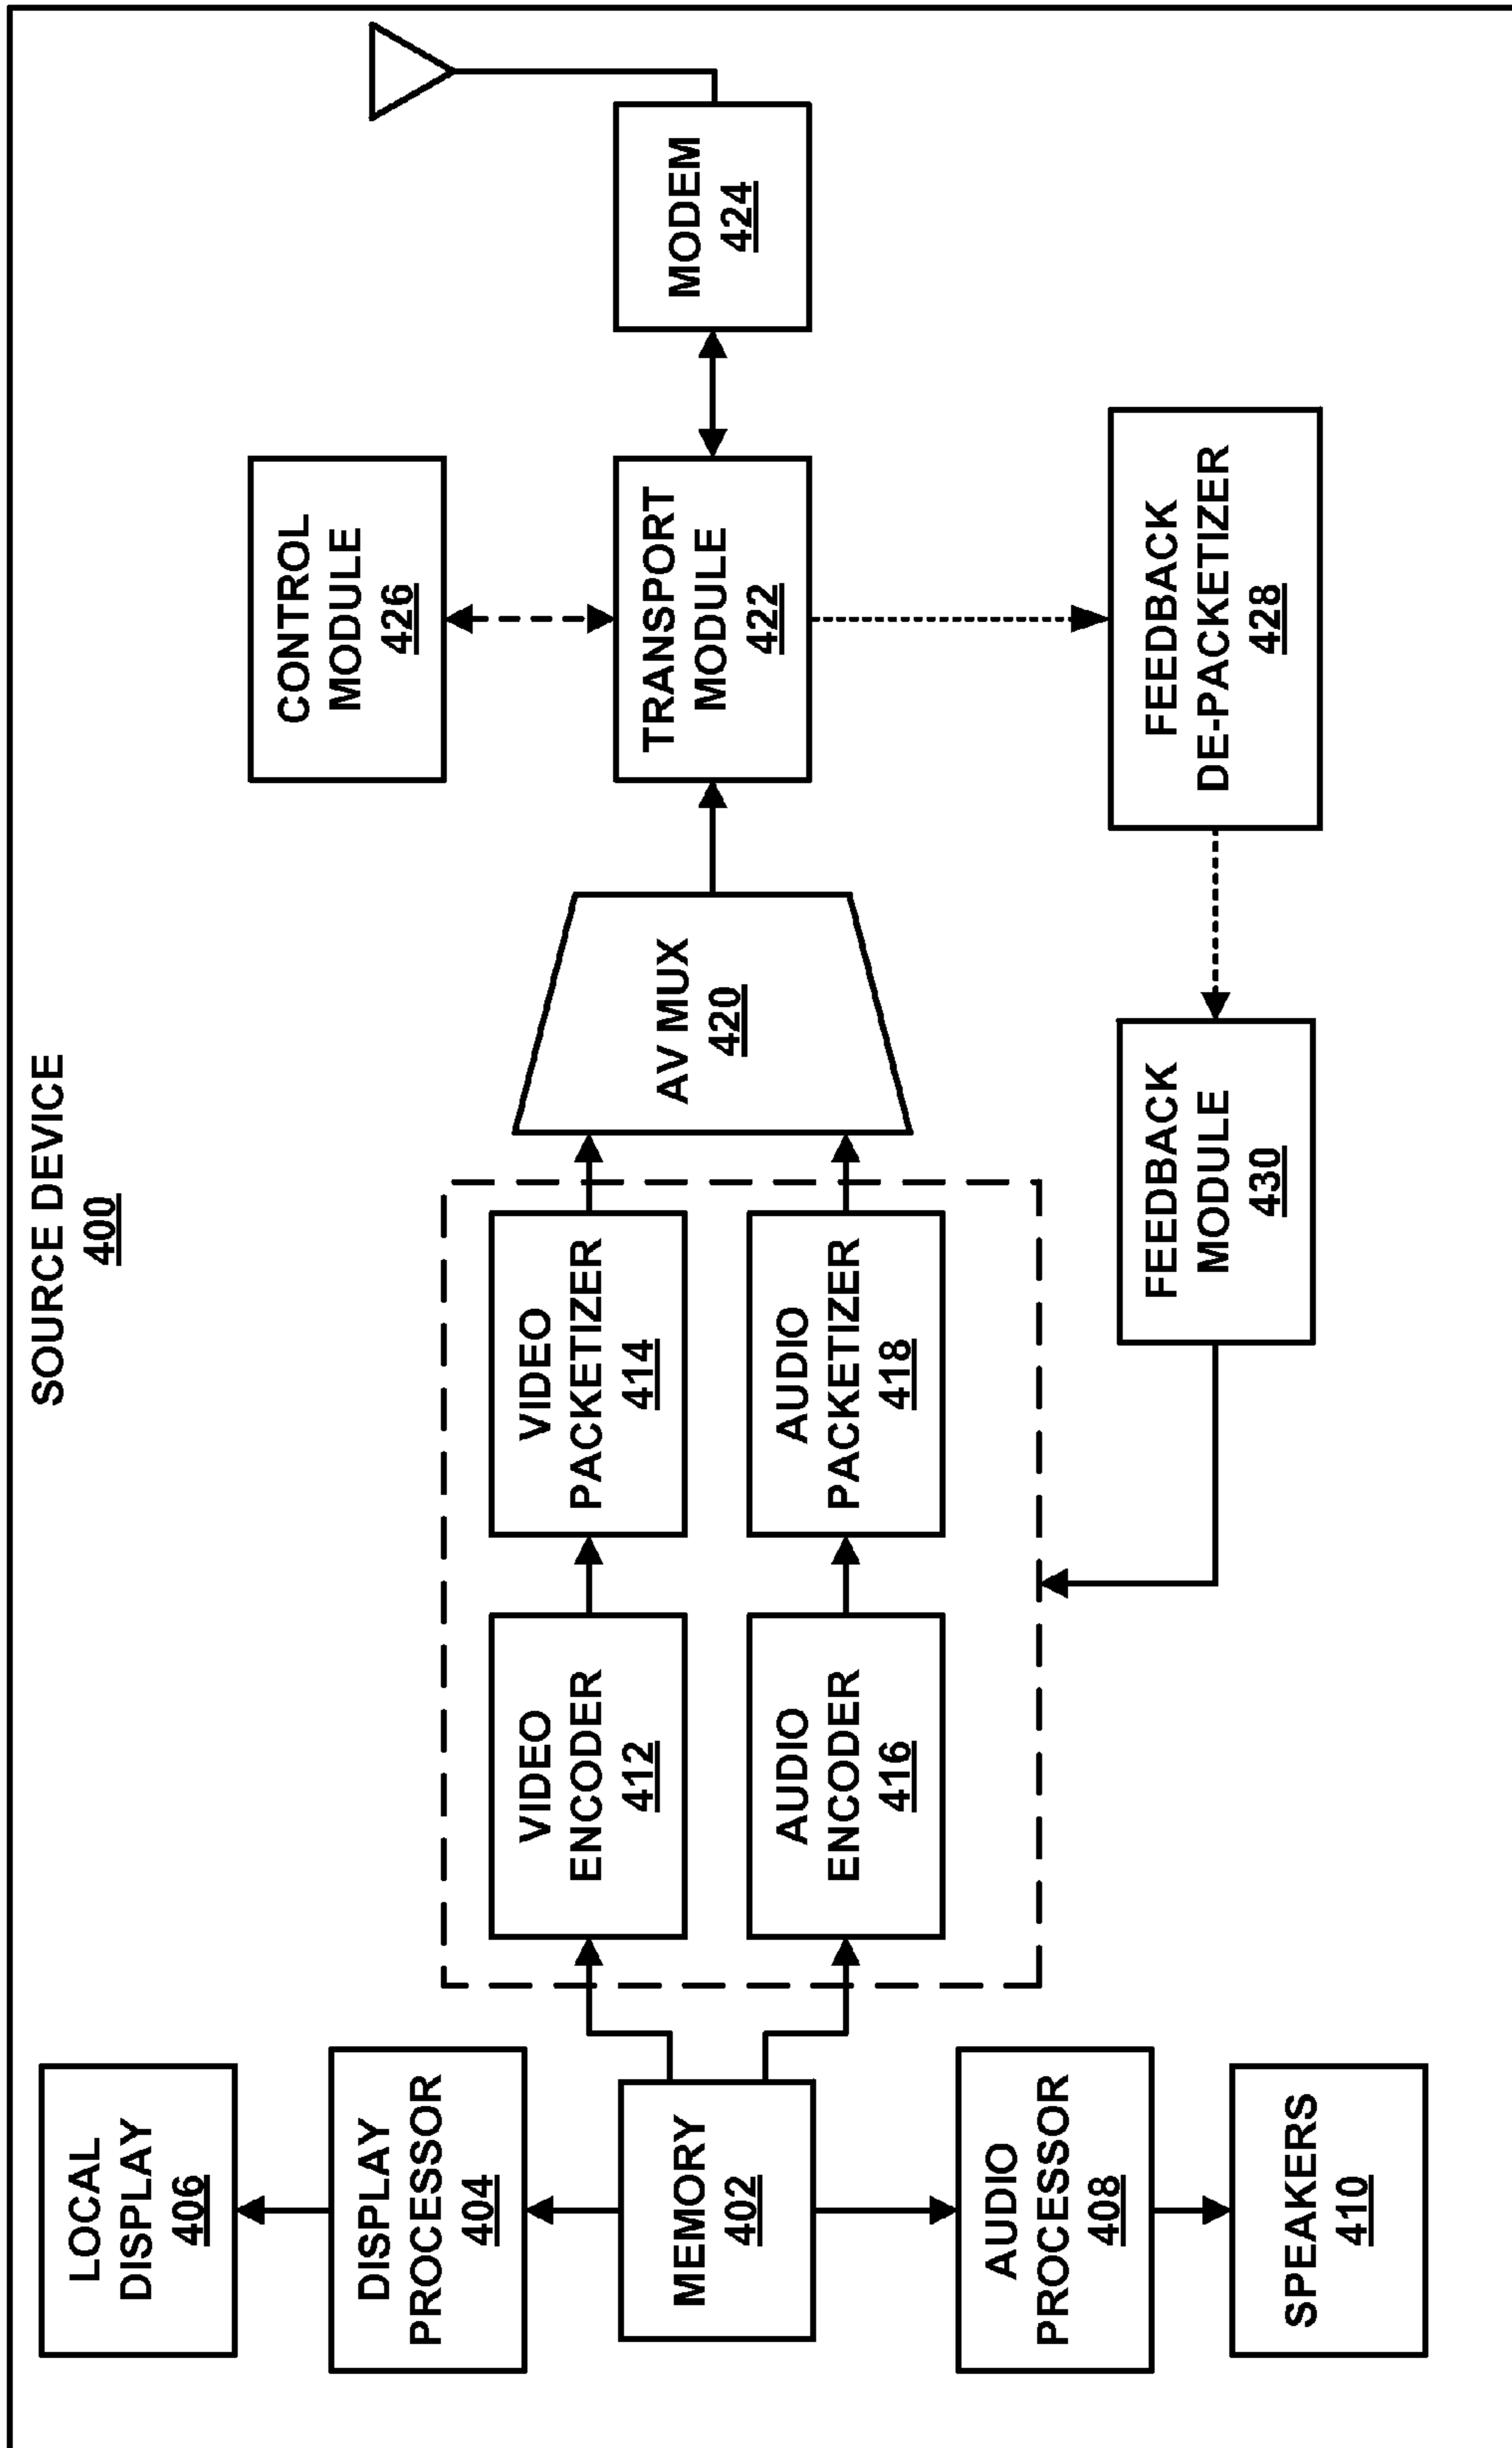 SOURCE DEVICE
400
LOCAL
DISPLAY
406
DISPLAY
PROCESSOR
404
MEMORY
402
AUDIO
PROCESSOR
408
SPEAKERS
410
VIDEO
ENCODER
412
VIDEO
PACKETIZER
414
AUDIO
ENCODER
416
AUDIO
PACKETIZER
418
AV MUX
420
CONTROL
MODULE
426
TRANSPORT
MODULE
422
MODEM
424
FEEDBACK
MODULE
430
FEEDBACK
DE-PACKETIZER
428